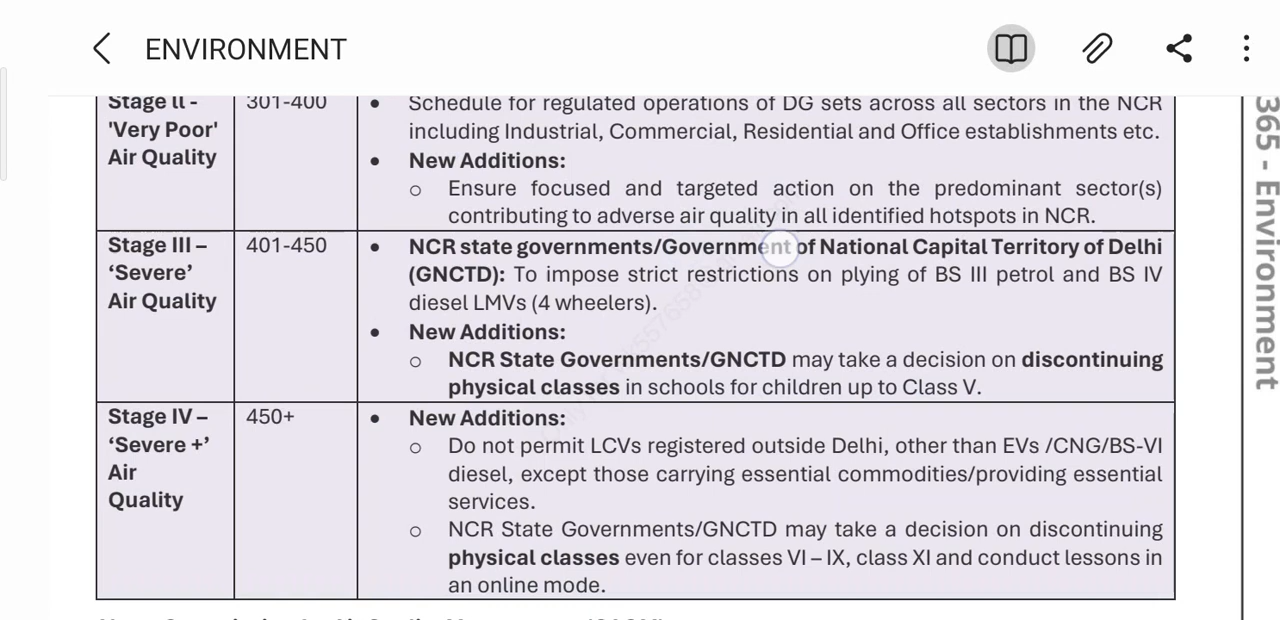 ENVIRONMENT
Stage ll -
'Very Poor'
Air Quality
301-400
• Schedule for regulated operations of DG sets across all sectors in the NCR
including Industrial, Commercial, Residential and Office establishments etc.
• New Additions:
o Ensure focused and targeted action on the predominant sector(s)
contributing to adverse air quality in all identified hotspots in NCR.
Stage III –
‘Severe’
Air Quality
401-450
• NCR state governments/Government of National Capital Territory of Delhi
(GNCTD): To impose strict restrictions on plying of BS III petrol and BS IV
diesel LMVs (4 wheelers).
• New Additions:
o NCR State Governments/GNCTD may take a decision on discontinuing
physical classes in schools for children up to Class V.
Stage IV –
‘Severe +’
Air
Quality
450+
• New Additions:
o Do not permit LCVs registered outside Delhi, other than EVs /CNG/BS-VI
diesel, except those carrying essential commodities/providing essential
services.
o NCR State Governments/GNCTD may take a decision on discontinuing
physical classes even for classes VI – IX, class XI and conduct lessons in
an online mode.
365 - Environment